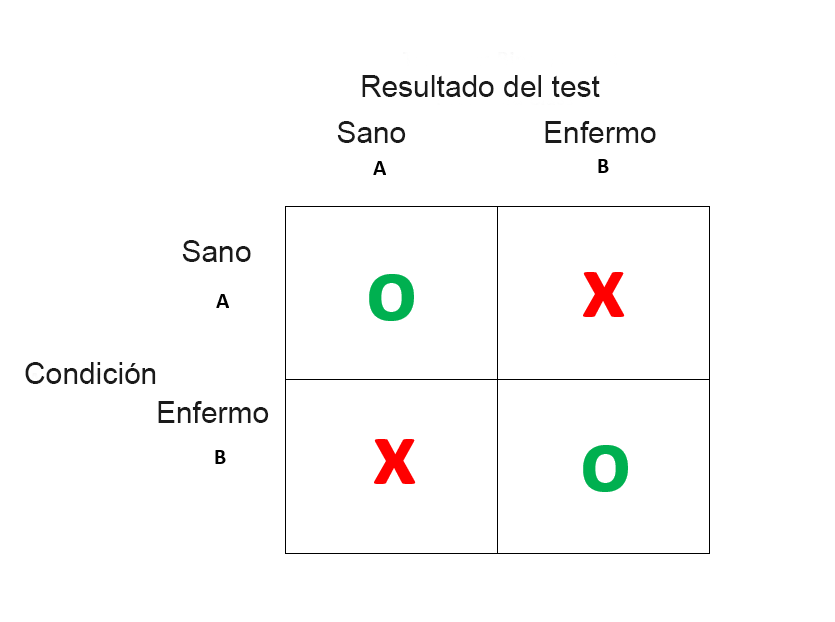 Resultado del test
Sano Enfermo
A B
Sano
A
O X
Condición
Enfermo
B
X O